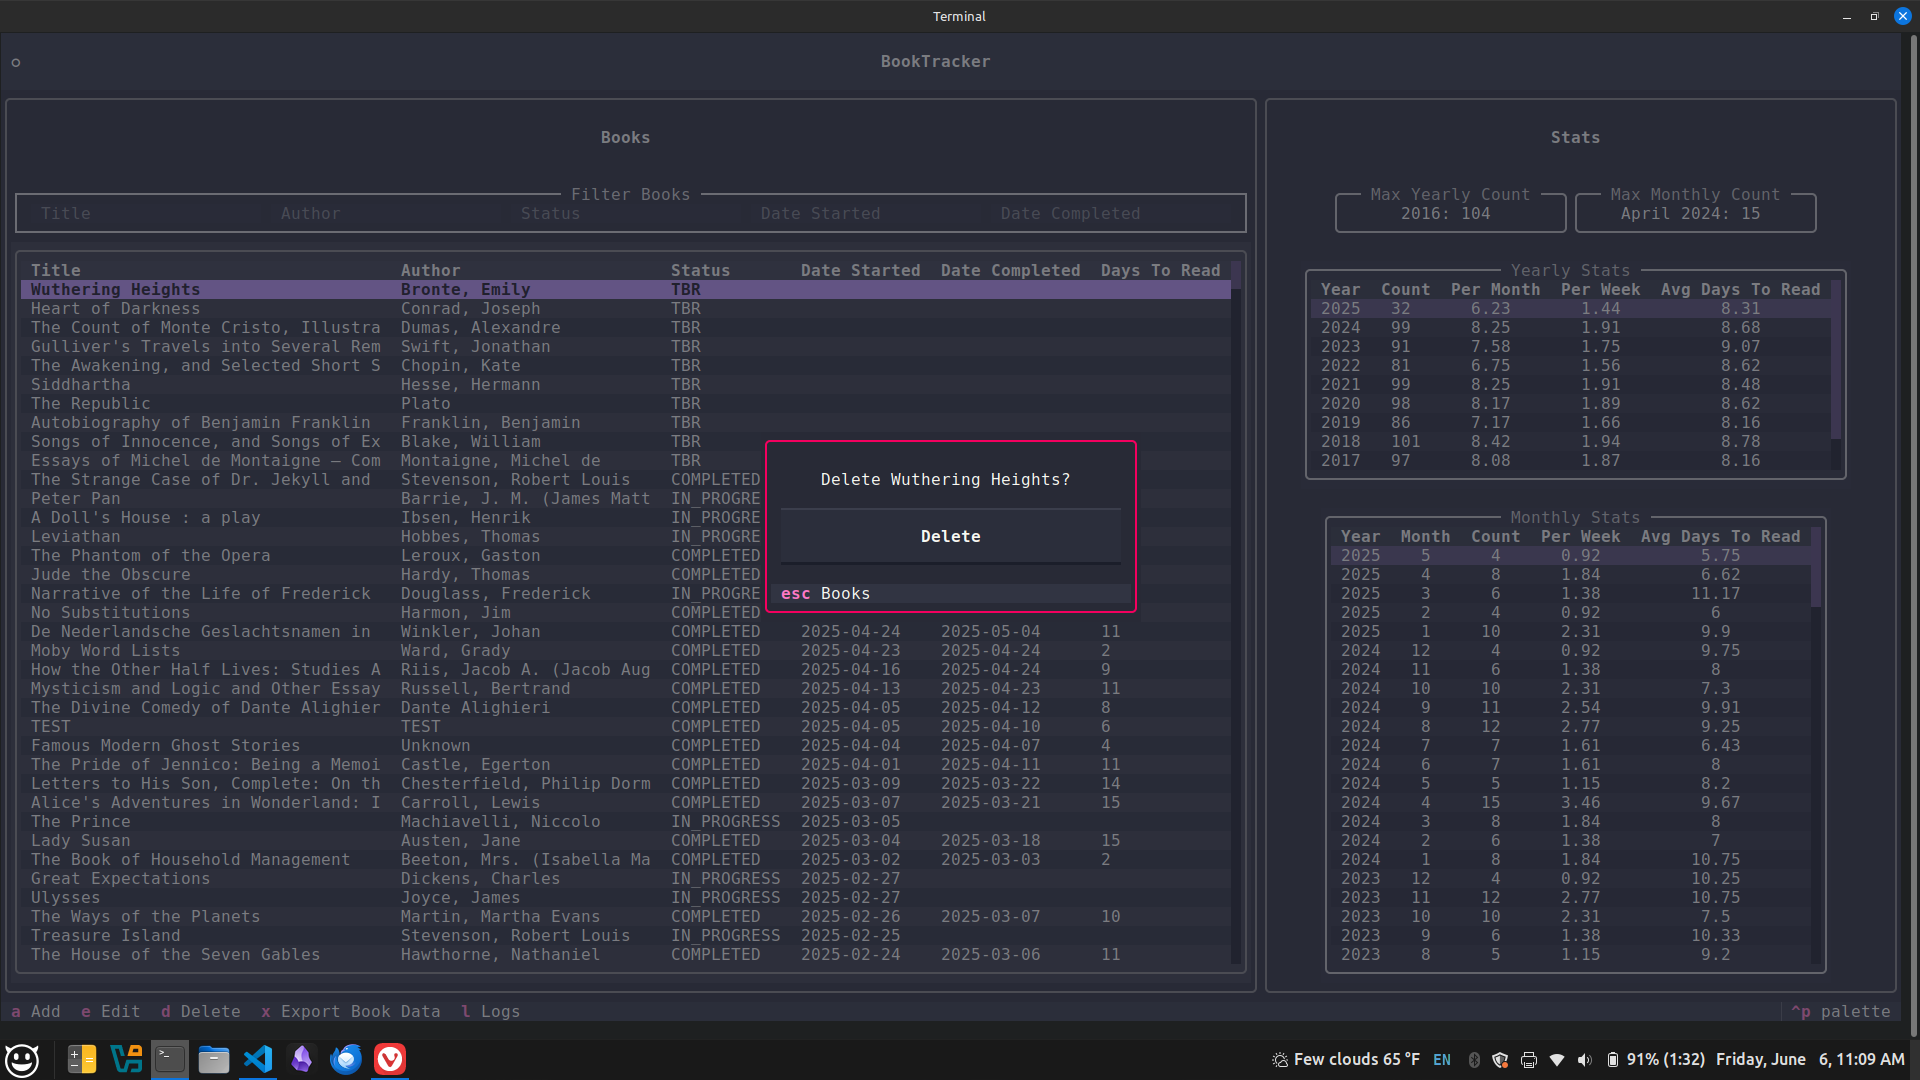 Terminal
BookTracker
Books
Filter Books
Title Author Status Date Started Date Completed
Title Author Status Date Started Date Completed Days To Read
Wuthering Heights Bronte, Emily TBR
Heart of Darkness Conrad, Joseph TBR
The Count of Monte Cristo, Illustra Dumas, Alexandre TBR
Gulliver's Travels into Several Rem Swift, Jonathan TBR
The Awakening, and Selected Short S Chopin, Kate TBR
Siddhartha Hesse, Hermann TBR
The Republic Plato TBR
Autobiography of Benjamin Franklin Franklin, Benjamin TBR
Songs of Innocence, and Songs of Ex Blake, William TBR
Essays of Michel de Montaigne — Com Montaigne, Michel de TBR
The Strange Case of Dr. Jekyll and Stevenson, Robert Louis COMPLETED
Peter Pan Barrie, J. M. (James Matt IN_PROGRE
A Doll's House : a play Ibsen, Henrik IN_PROGRE
Leviathan Hobbes, Thomas IN_PROGRE
The Phantom of the Opera Leroux, Gaston COMPLETED
Jude the Obscure Hardy, Thomas COMPLETED
Narrative of the Life of Frederick Douglass, Frederick IN_PROGRE
No Substitutions Harmon, Jim COMPLETED
De Nederlandsche Geslachtsnamen in Winkler, Johan COMPLETED 2025-04-24 2025-05-04 11
Moby Word Lists Ward, Grady COMPLETED 2025-04-23 2025-04-24 2
How the Other Half Lives: Studies A Riis, Jacob A. (Jacob Aug COMPLETED 2025-04-16 2025-04-24 9
Mysticism and Logic and Other Essay Russell, Bertrand COMPLETED 2025-04-13 2025-04-23 11
The Divine Comedy of Dante Alighier Dante Alighieri COMPLETED 2025-04-05 2025-04-12 8
TEST TEST COMPLETED 2025-04-05 2025-04-10 6
Famous Modern Ghost Stories Unknown COMPLETED 2025-04-04 2025-04-07 4
The Pride of Jennico: Being a Memoi Castle, Egerton COMPLETED 2025-04-01 2025-04-11 11
Letters to His Son, Complete: On th Chesterfield, Philip Dorm COMPLETED 2025-03-09 2025-03-22 14
Alice's Adventures in Wonderland: I Carroll, Lewis COMPLETED 2025-03-07 2025-03-21 15
The Prince Machiavelli, Niccolo IN_PROGRESS 2025-03-05
Lady Susan Austen, Jane COMPLETED 2025-03-04 2025-03-18 15
The Book of Household Management Beeton, Mrs. (Isabella Ma COMPLETED 2025-03-02 2025-03-03 2
Great Expectations Dickens, Charles IN_PROGRESS 2025-02-27
Ulysses Joyce, James IN_PROGRESS 2025-02-27
The Ways of the Planets Martin, Martha Evans COMPLETED 2025-02-26 2025-03-07 10
Treasure Island Stevenson, Robert Louis IN_PROGRESS 2025-02-25
The House of the Seven Gables Hawthorne, Nathaniel COMPLETED 2025-02-24 2025-03-06 11
Delete Wuthering Heights?
Delete
esc Books
Stats
Max Yearly Count
2016: 104
Max Monthly Count
April 2024: 15
Yearly Stats
Year Count Per Month Per Week Avg Days To Read
2025 32 6.23 1.44 8.31
2024 99 8.25 1.91 8.68
2023 91 7.58 1.75 9.07
2022 81 6.75 1.56 8.62
2021 99 8.25 1.91 8.48
2020 98 8.17 1.89 8.62
2019 86 7.17 1.66 8.16
2018 101 8.42 1.94 8.78
2017 97 8.08 1.87 8.16
Monthly Stats
Year Month Count Per Week Avg Days To Read
2025 5 4 0.92 5.75
2025 4 8 1.84 6.62
2025 3 6 1.38 11.17
2025 2 4 0.92 6
2025 1 10 2.31 9.9
2024 12 4 0.92 9.75
2024 11 6 1.38 8
2024 10 10 2.31 7.3
2024 9 11 2.54 9.91
2024 8 12 2.77 9.25
2024 7 7 1.61 6.43
2024 6 7 1.61 8
2024 5 5 1.15 8.2
2024 4 15 3.46 9.67
2024 3 8 1.84 8
2024 2 6 1.38 7
2024 1 8 1.84 10.75
2023 12 4 0.92 10.25
2023 11 12 2.77 10.75
2023 10 10 2.31 7.5
2023 9 6 1.38 10.33
2023 8 5 1.15 9.2
a Add e Edit d Delete x Export Book Data l Logs ^p palette
Few clouds 65 °F EN 91% (1:32) Friday, June 6, 11:09 AM